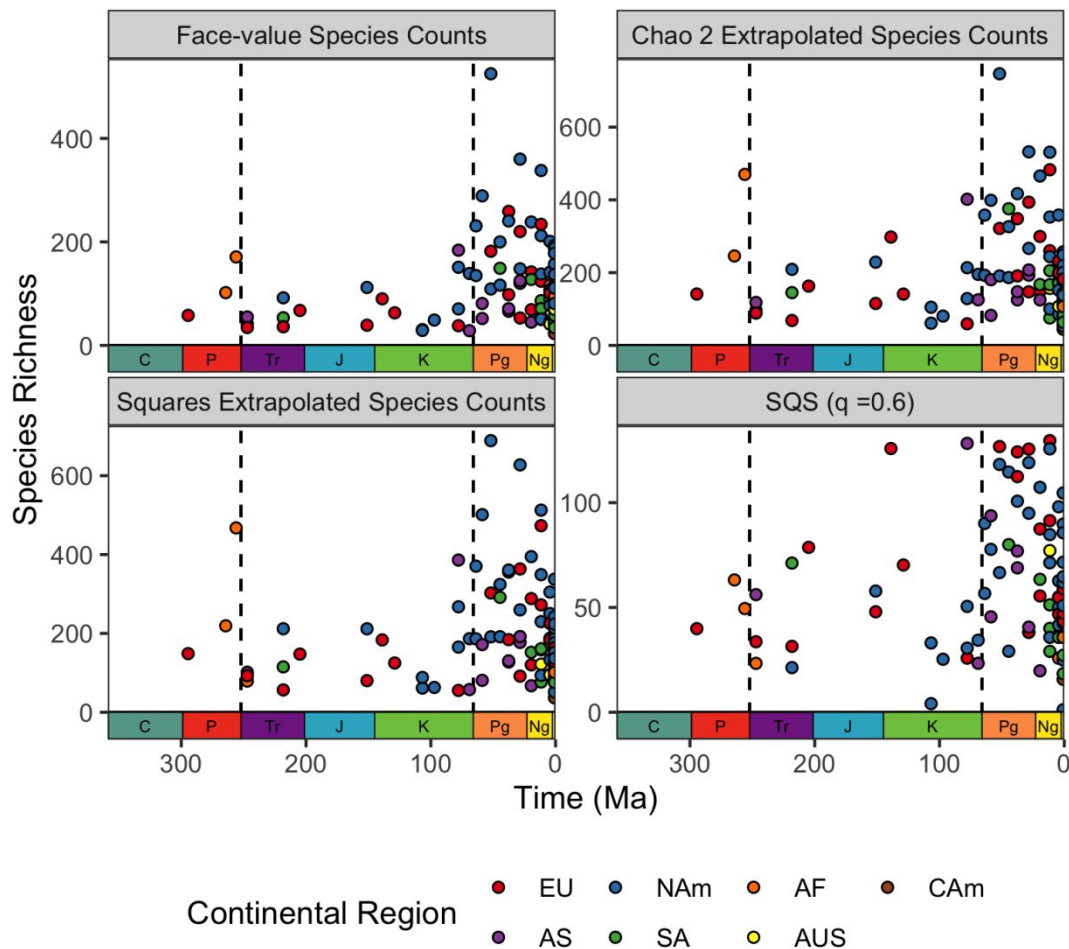 Face-value Species Counts
Chao 2 Extrapolated Species Counts
Species Richness
400
200
0
600
400
200
0
C P Tr J K Pg Ng
C P Tr J K Pg Ng
Squares Extrapolated Species Counts
SQS (q =0.6)
600
400
200
0
100
50
0
C P Tr J K Pg Ng
C P Tr J K Pg Ng
300 200 100 0
300 200 100 0
Time (Ma)
Continental Region
EU NAm AF CAm
AS SA AUS